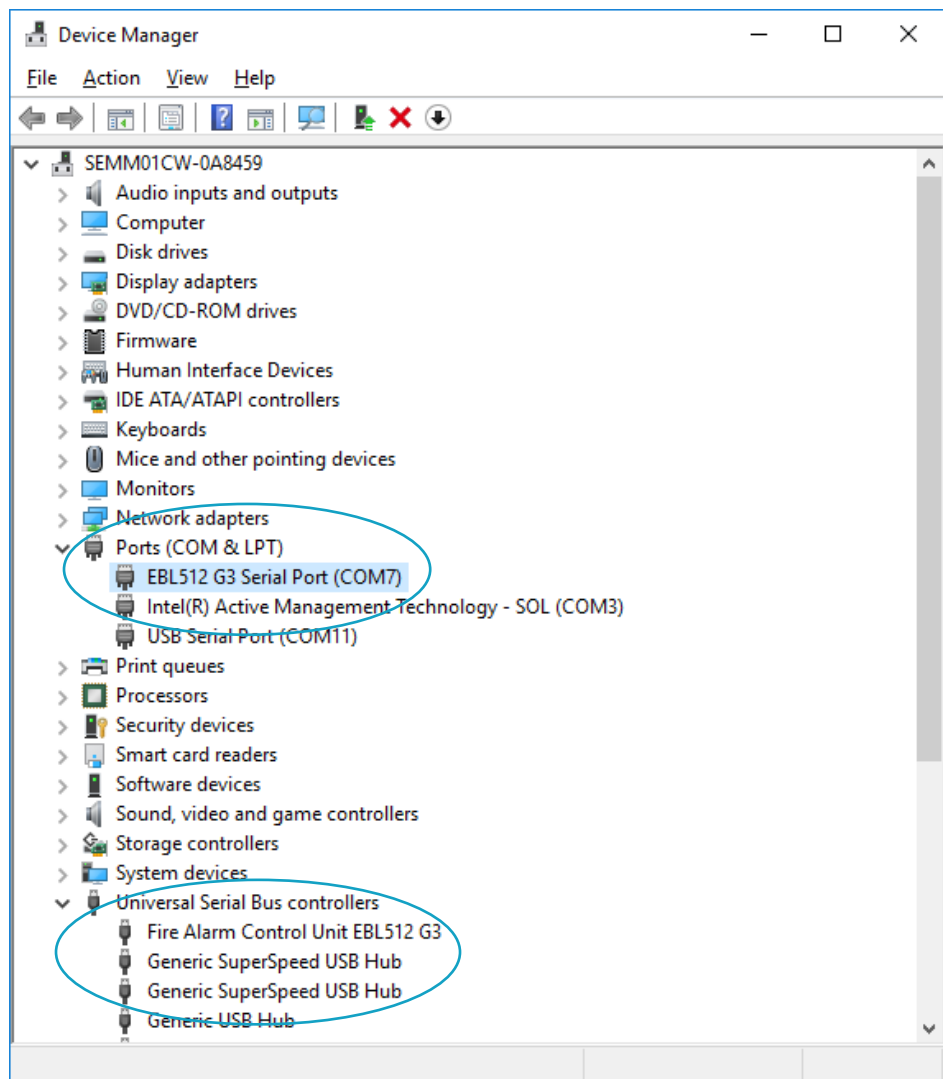 Device Manager
File Action View Help
SEMM01CW-0A8459
Audio inputs and outputs
Computer
Disk drives
Display adapters
DVD/CD-ROM drives
Firmware
Human Interface Devices
IDE ATA/ATAPI controllers
Keyboards
Mice and other pointing devices
Monitors
Network adapters
Ports (COM & LPT)
EBL512 G3 Serial Port (COM7)
Intel(R) Active Management Technology - SOL (COM3)
USB Serial Port (COM11)
Print queues
Processors
Security devices
Smart card readers
Software devices
Sound, video and game controllers
Storage controllers
System devices
Universal Serial Bus controllers
Fire Alarm Control Unit EBL512 G3
Generic SuperSpeed USB Hub
Generic SuperSpeed USB Hub
Generic USB Hub